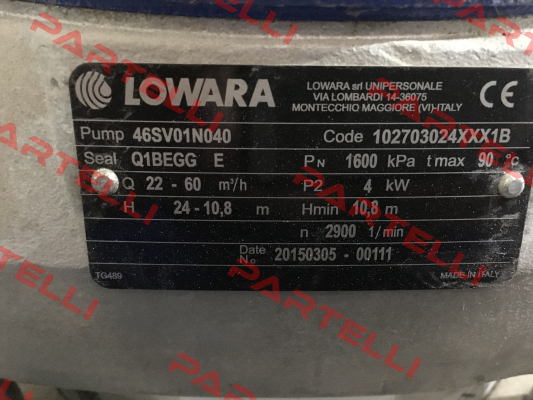 LOWARA
LOWARA srl UNIPERSONALE
VIA LOMBARDI 14-36075
MONTECCHIO MAGGIORE (VI)-ITALY
CE
Pump 46SV01N040 Code 102703024XXX1B
Seal Q1BEGG E PN 1600 kPa t max 90 °c
Q 22 - 60 m³/h P2 4 kW
H 24 - 10,8 m Hmin 10,8 m
n 2900 1/min
Date
No 20150305 - 00111
TG489 MADE IN ITALY
PARTELLI
PARTELLI
PARTELLI
PARTELLI
PARTELLI